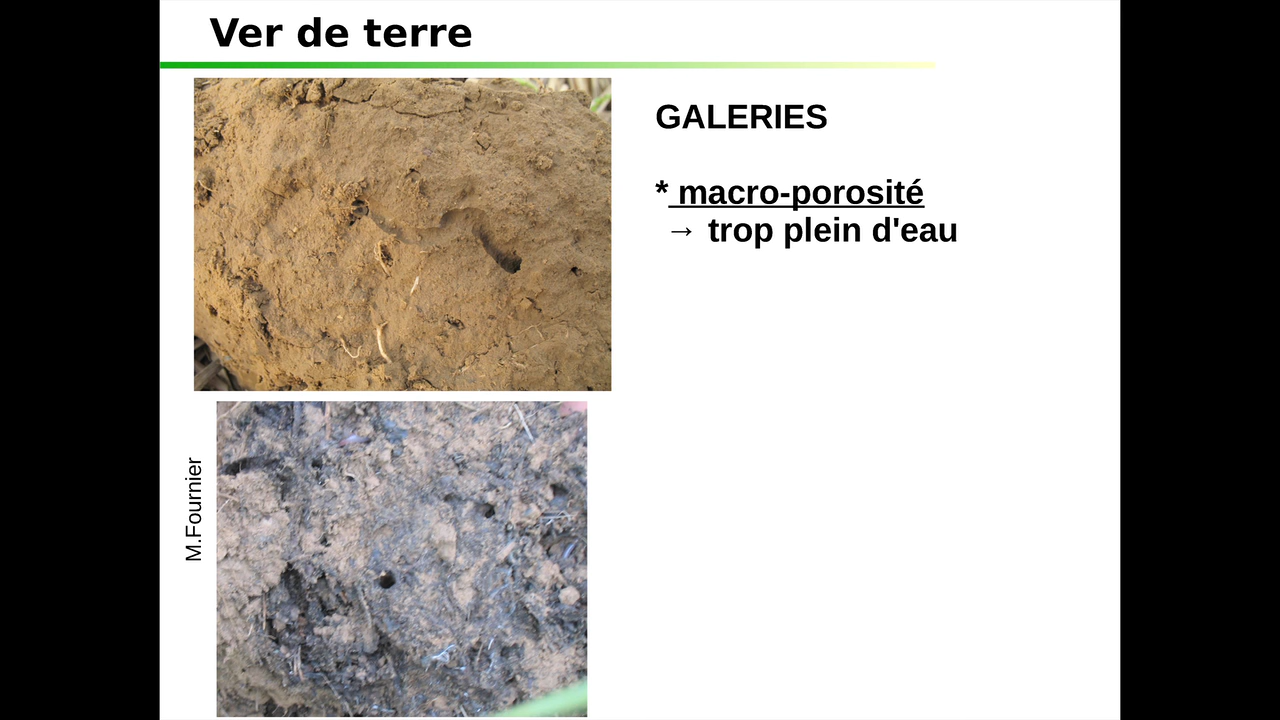 Ver de terre
GALERIES
* macro-porosité
→ trop plein d'eau
M.Fournier